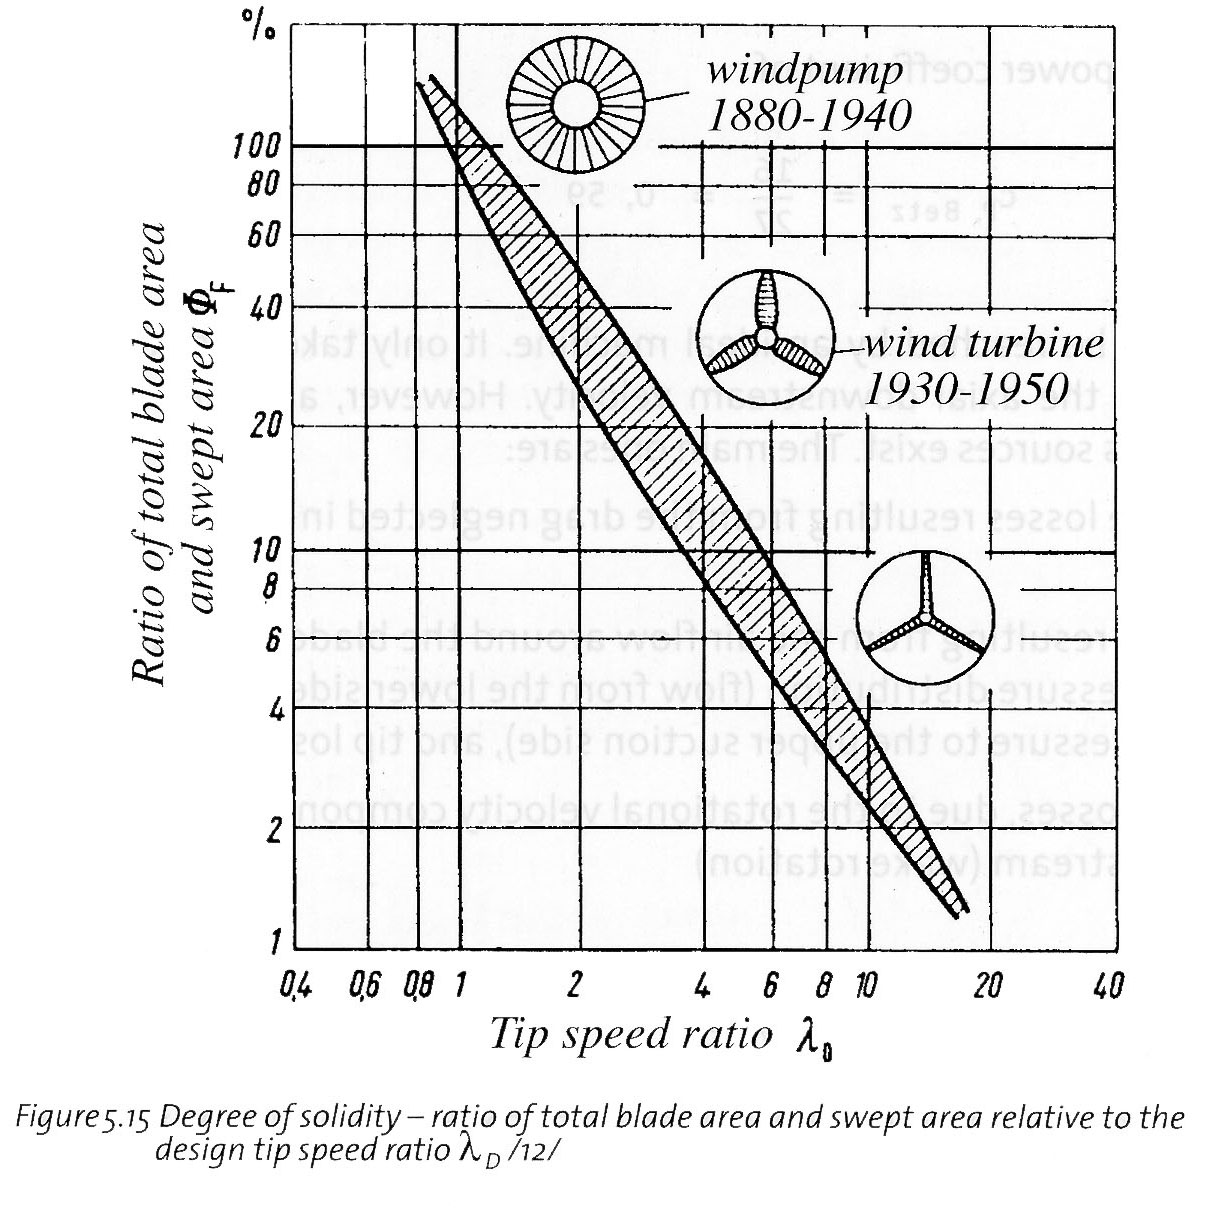 %
windpump
1880-1940
100
80
60
40
20
10
8
6
4
2
1
Ratio of total blade area
and swept area ΦF
wind turbine
1930-1950
0,4 0,6 0,8 1 2 4 6 8 10 20 40
Tip speed ratio λD
Figure 5.15 Degree of solidity – ratio of total blade area and swept area relative to the
design tip speed ratio λD /12/